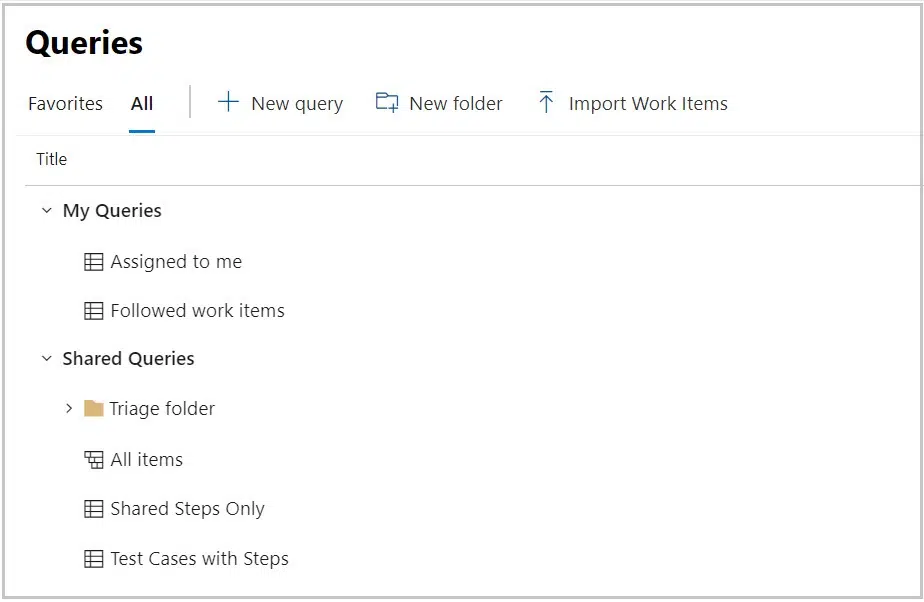 Queries
Favorites All New query New folder Import Work Items
Title
My Queries
Assigned to me
Followed work items
Shared Queries
Triage folder
All items
Shared Steps Only
Test Cases with Steps